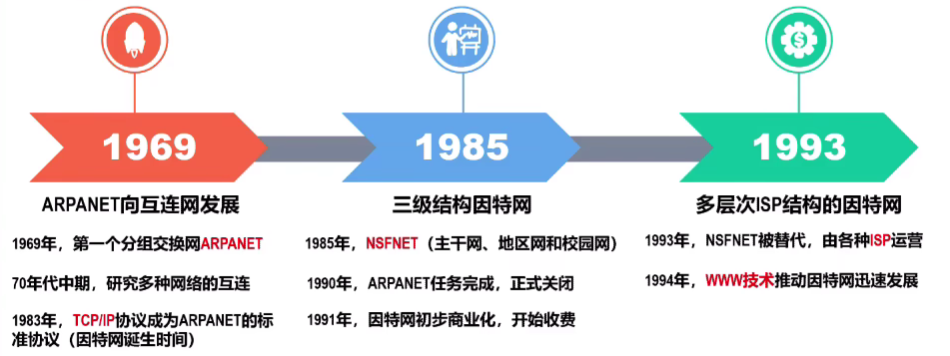 1969
1985
1993
ARPANET向互连网发展
三级结构因特网
多层次ISP结构的因特网
1969年，第一个分组交换网ARPANET
70年代中期，研究多种网络的互连
1983年，TCP/IP协议成为ARPANET的标
准协议（因特网诞生时间）
1985年，NSFNET（主干网、地区网和校园网）
1990年，ARPANET任务完成，正式关闭
1991年，因特网初步商业化，开始收费
1993年，NSFNET被替代，由各种ISP运营
1994年，WWW技术推动因特网迅速发展